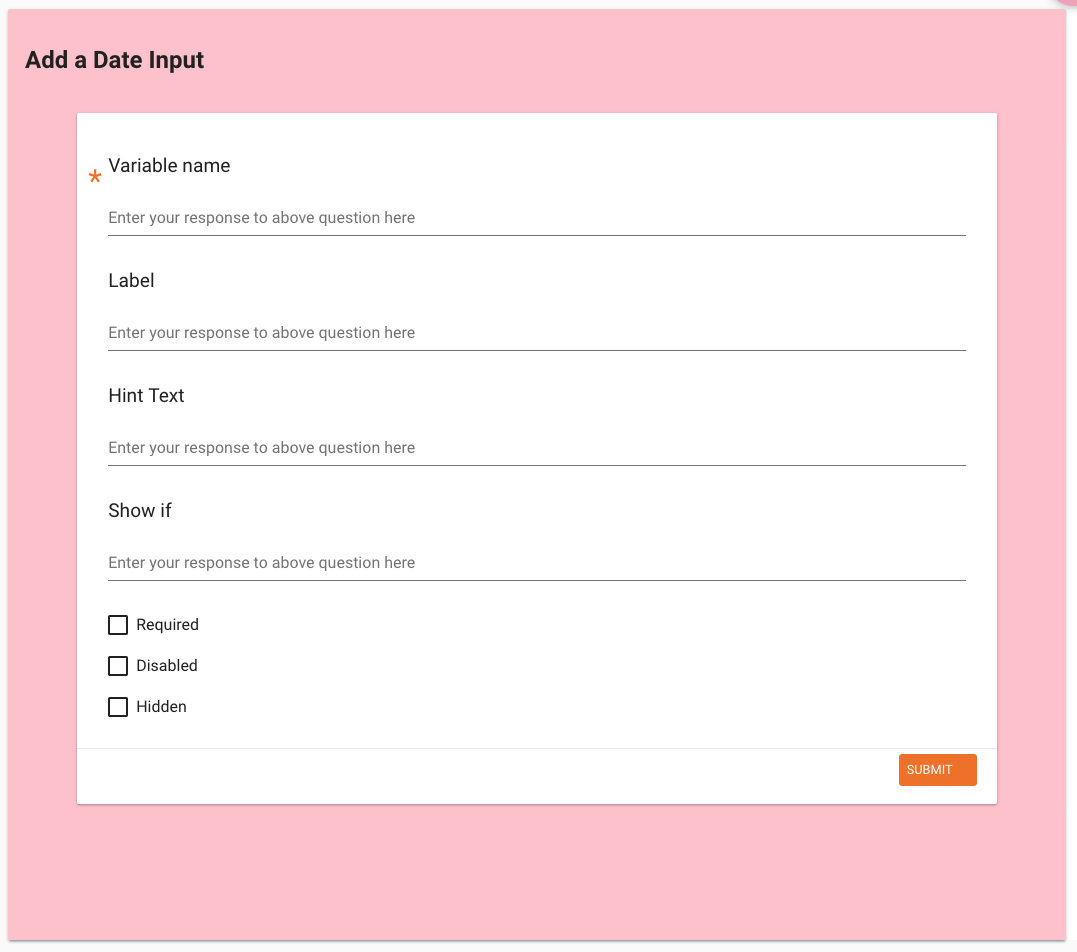 Add a Date Input
* Variable name
Enter your response to above question here
Label
Enter your response to above question here
Hint Text
Enter your response to above question here
Show if
Enter your response to above question here
Required
Disabled
Hidden
SUBMIT